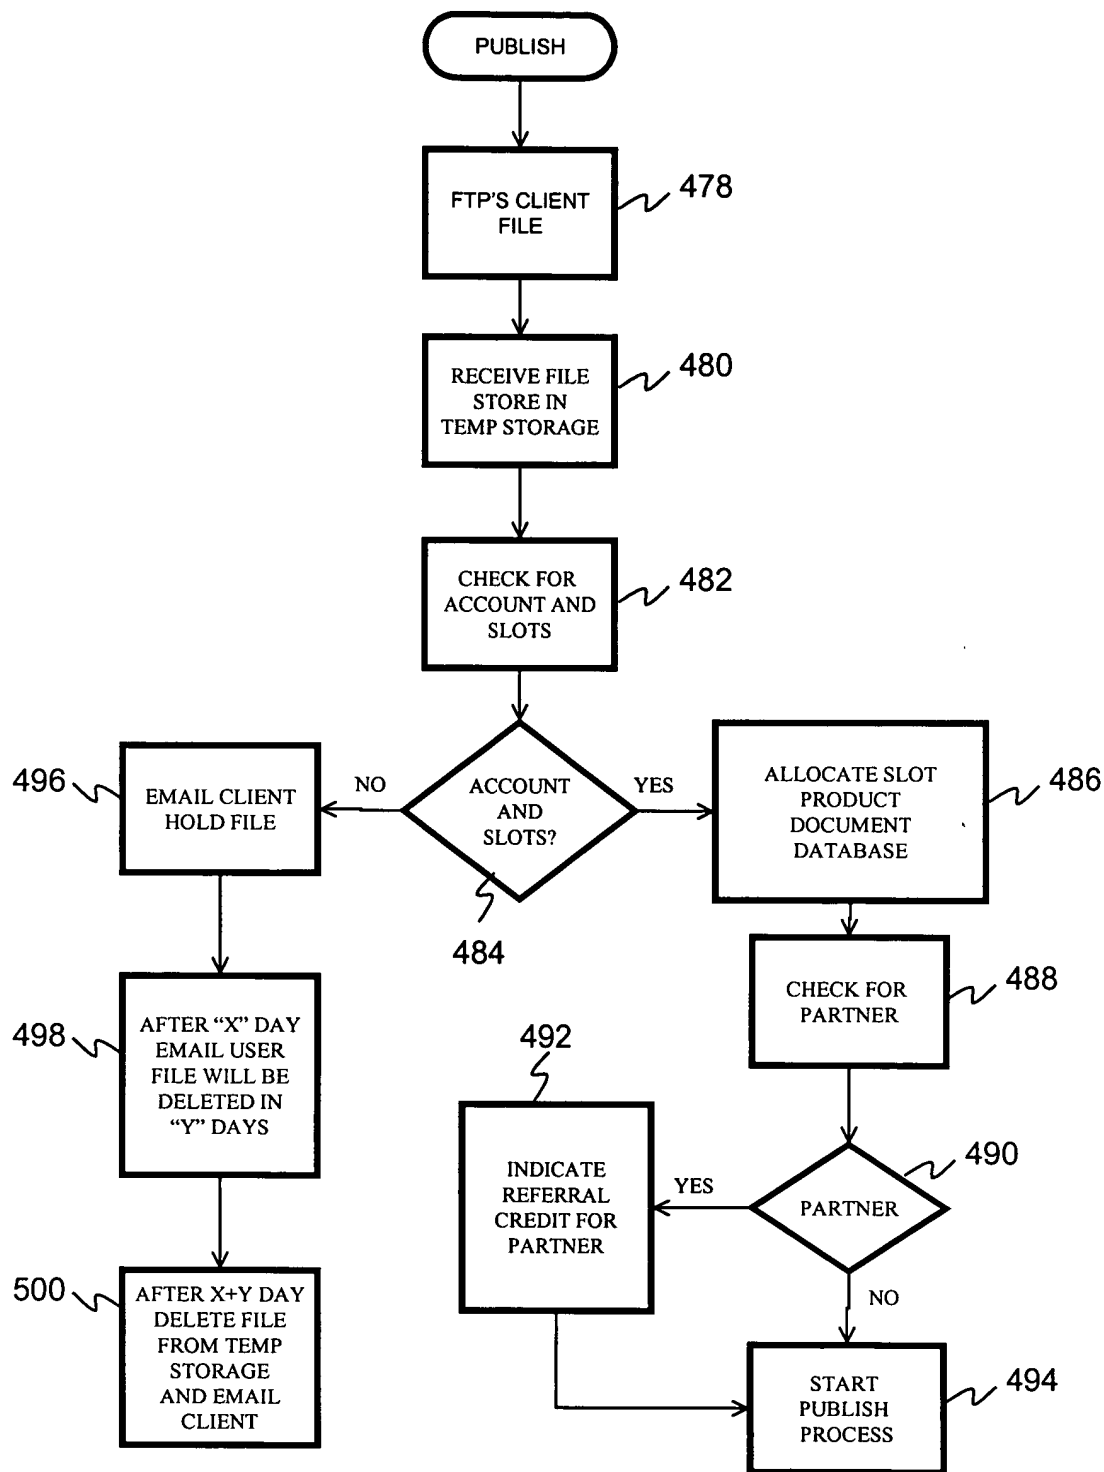 PUBLISH
FTP'S CLIENT
FILE
478
RECEIVE FILE
STORE IN
TEMP STORAGE
480
CHECK FOR
ACCOUNT AND
SLOTS
482
ACCOUNT
AND
SLOTS?
484
NO
YES
496
EMAIL CLIENT
HOLD FILE
ALLOCATE SLOT
PRODUCT
DOCUMENT
DATABASE
486
498
AFTER “X” DAY
EMAIL USER
FILE WILL BE
DELETED IN
“Y” DAYS
CHECK FOR
PARTNER
488
492
INDICATE
REFERRAL
CREDIT FOR
PARTNER
YES
PARTNER
490
NO
500
AFTER X+Y DAY
DELETE FILE
FROM TEMP
STORAGE
AND EMAIL
CLIENT
START
PUBLISH
PROCESS
494